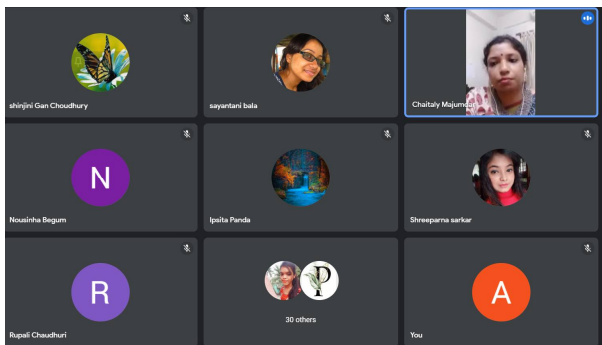 shinjini Gan Choudhury
sayantani bala
Chaitaly Majumdar
N
Nousinha Begum
Ipsita Panda
Shreeparna sarkar
R
Rupali Chaudhuri
P
30 others
A
You